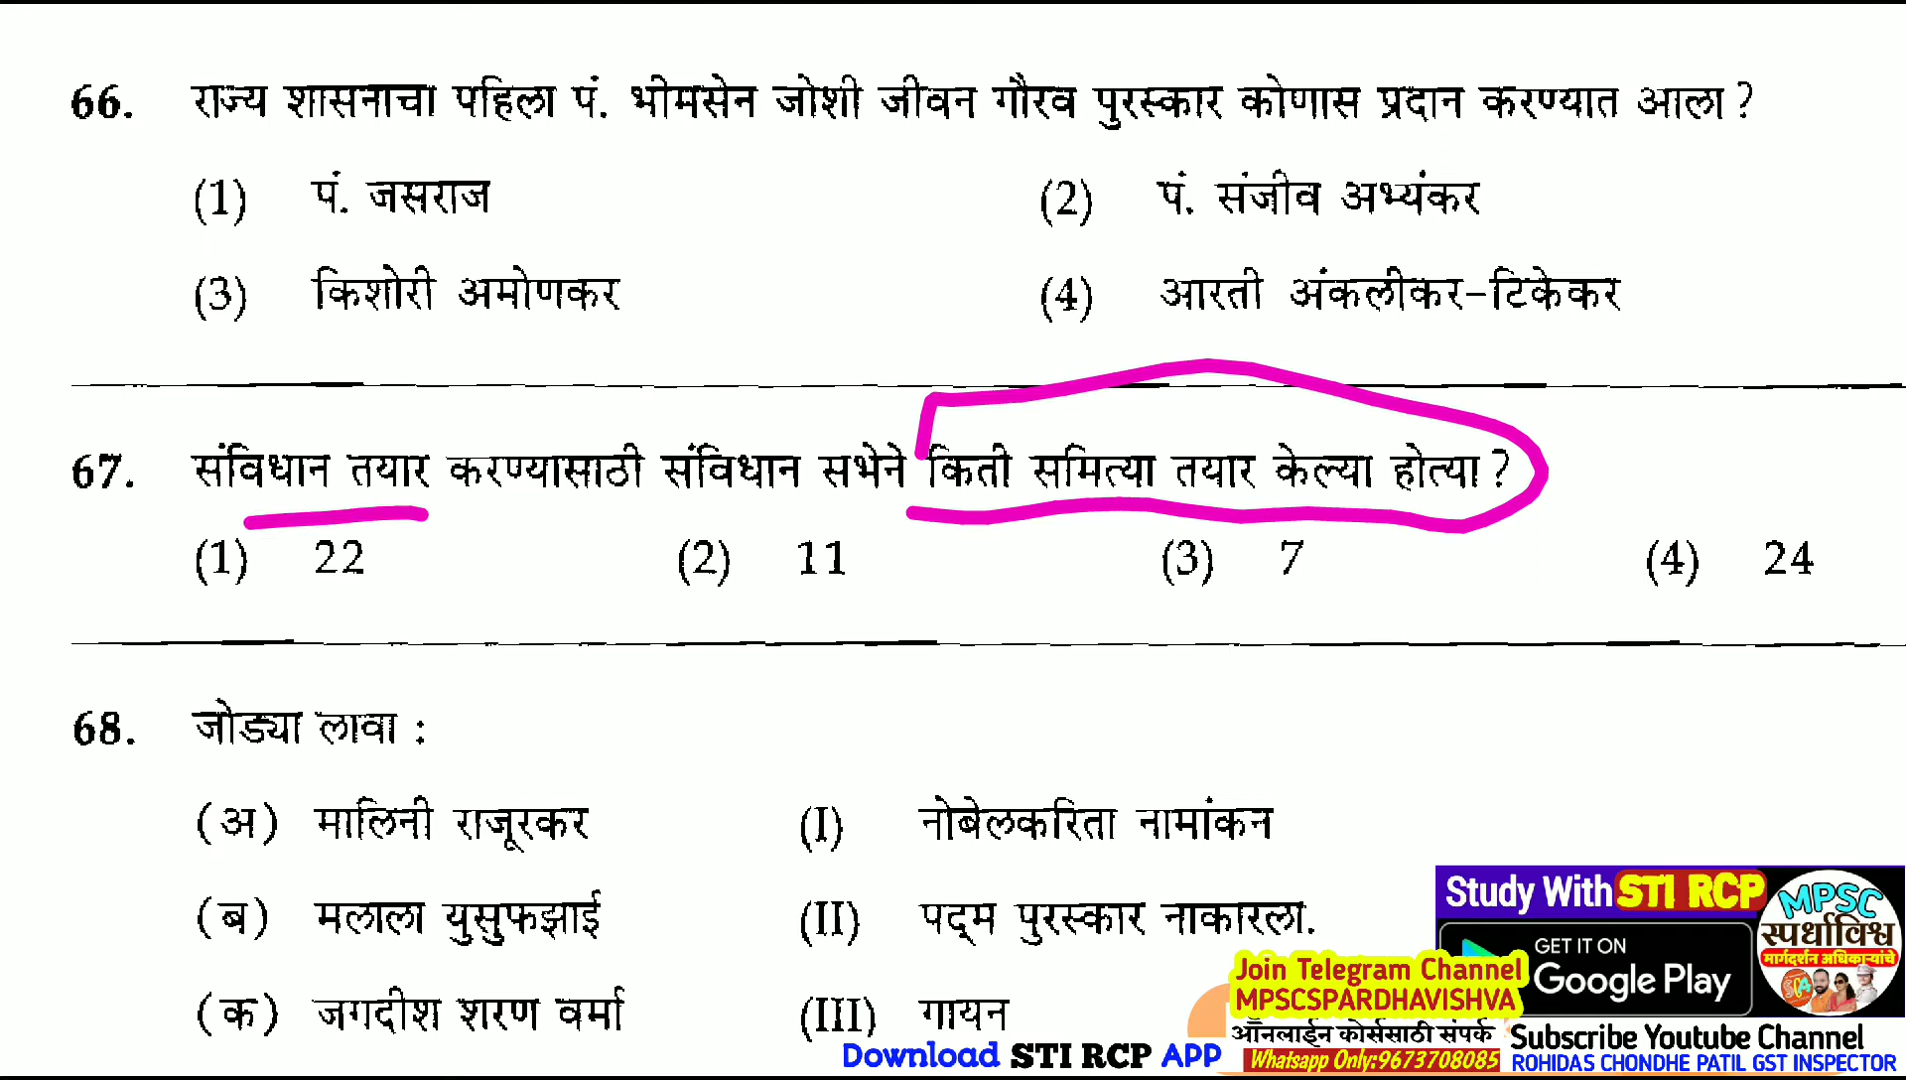 66. राज्य शासनाचा पहिला पं. भीमसेन जोशी जीवन गौरव पुरस्कार कोणास प्रदान करण्यात आला ?
(1) पं. जसराज (2) पं. संजीव अभ्यंकर
(3) किशोरी अमोणकर (4) आरती अंकलीकर-टिकेकर
67. संविधान तयार करण्यासाठी संविधान सभेने किती समित्या तयार केल्या होत्या ?
(1) 22 (2) 11 (3) 7 (4) 24
68. जोड्या लावा :
(अ) मालिनी राजूरकर (I) नोबेलकरिता नामांकन
(ब) मलाला युसुफझाई (II) पद्म पुरस्कार नाकारला.
(क) जगदीश शरण वर्मा (III) गायन
Study With STI RCP
GET IT ON
Google Play
MPSC
स्पर्धाविश्व
मार्गदर्शन अधिकाऱ्यांचे
Join Telegram Channel
MPSCSPARDHAVISHVA
ऑनलाईन कोर्ससाठी संपर्क
Whatsapp Only:9673708085
Download STI RCP APP
Subscribe Youtube Channel
ROHIDAS CHONDHE PATIL GST INSPECTOR